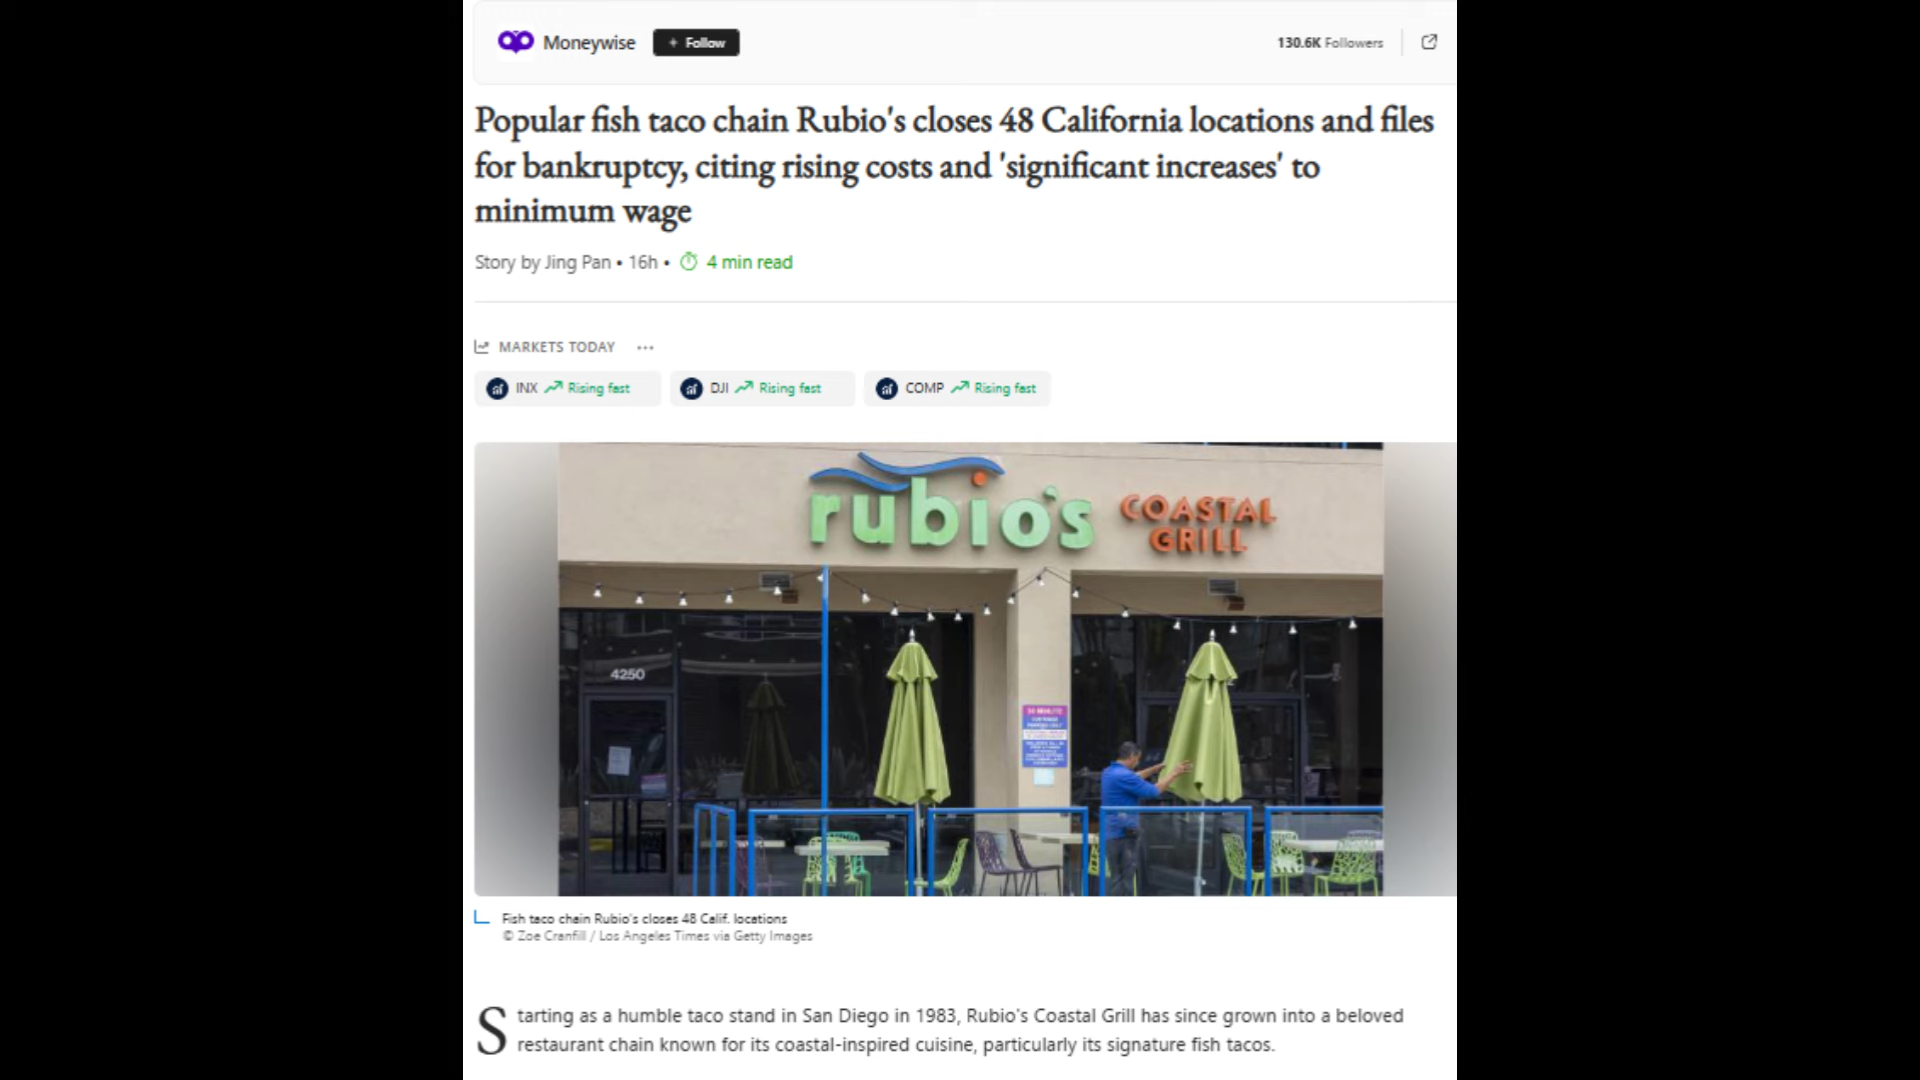 Moneywise
+ Follow
130.6K Followers
Popular fish taco chain Rubio's closes 48 California locations and files
for bankruptcy, citing rising costs and 'significant increases' to
minimum wage
Story by Jing Pan • 16h •
4 min read
MARKETS TODAY ...
INX Rising fast
DJI Rising fast
COMP Rising fast
rubio's
COASTAL
GRILL
4250
Fish taco chain Rubio's closes 48 Calif. locations
© Zoe Cranfill / Los Angeles Times via Getty Images
Starting as a humble taco stand in San Diego in 1983, Rubio's Coastal Grill has since grown into a beloved
restaurant chain known for its coastal-inspired cuisine, particularly its signature fish tacos.